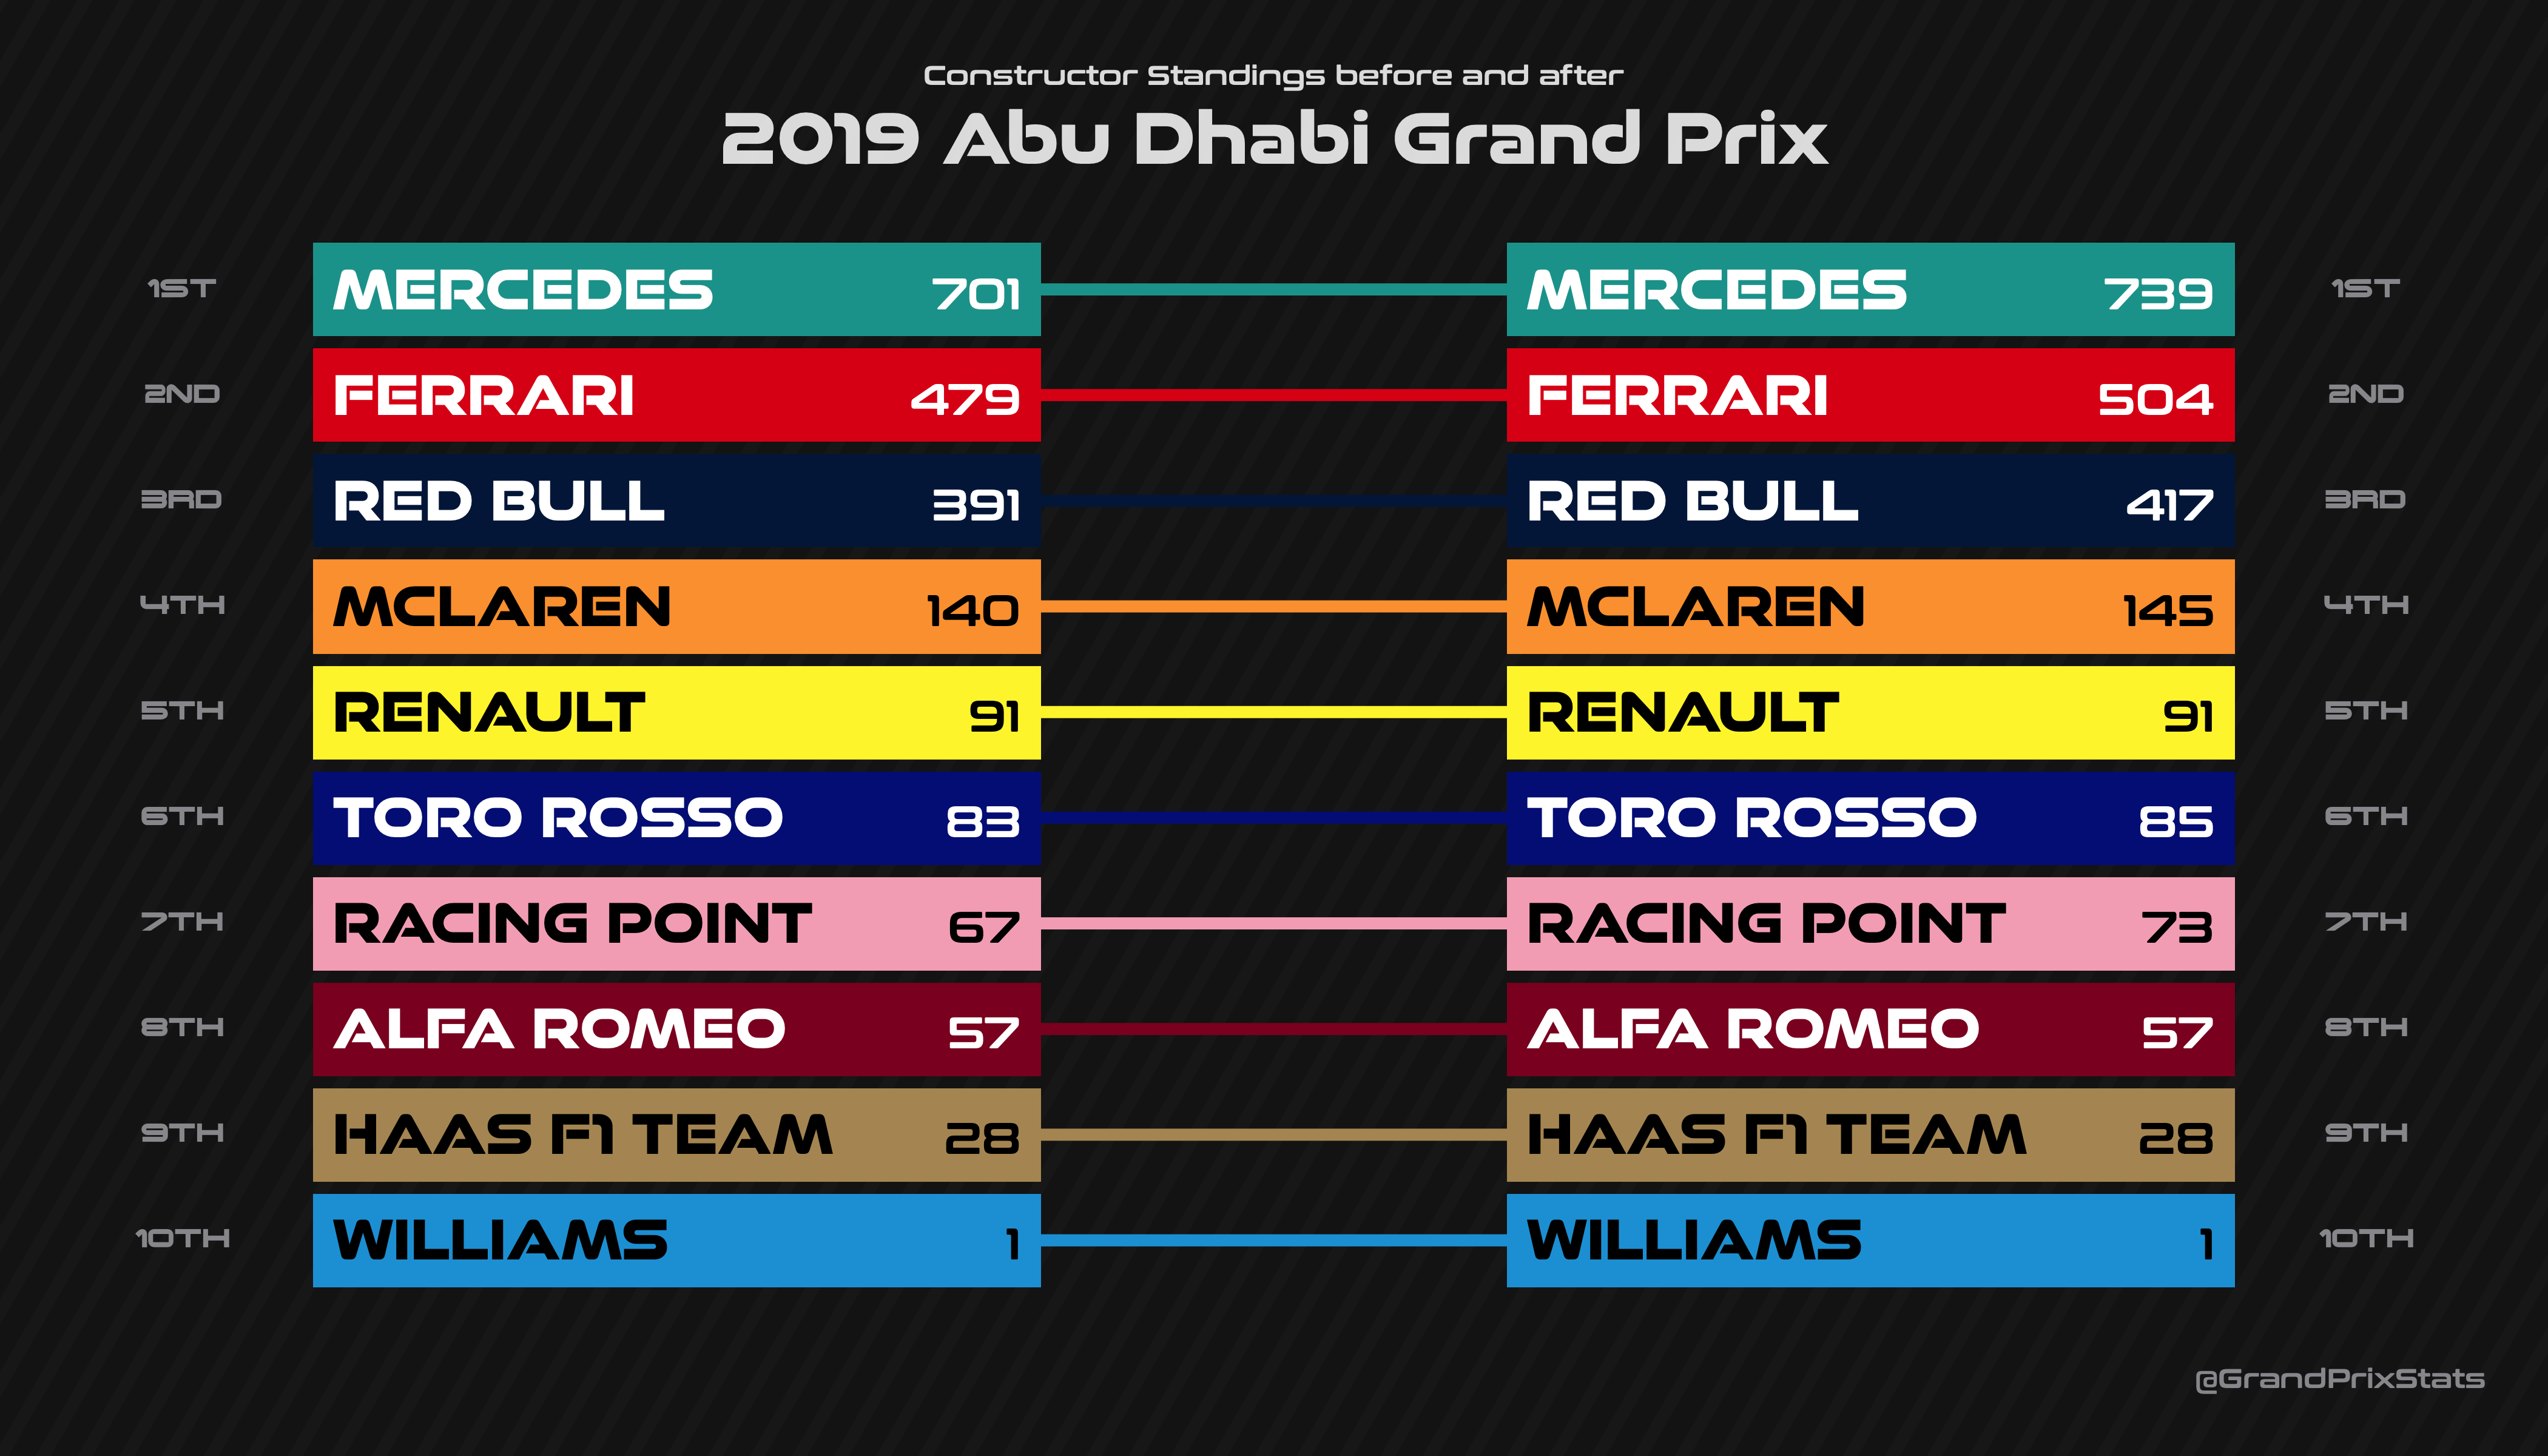 Constructor Standings before and after
2019 Abu Dhabi Grand Prix
1ST MERCEDES 701 MERCEDES 739 1ST
2ND FERRARI 479 FERRARI 504 2ND
3RD RED BULL 391 RED BULL 417 3RD
4TH MCLAREN 140 MCLAREN 145 4TH
5TH RENAULT 91 RENAULT 91 5TH
6TH TORO ROSSO 83 TORO ROSSO 85 6TH
7TH RACING POINT 67 RACING POINT 73 7TH
8TH ALFA ROMEO 57 ALFA ROMEO 57 8TH
9TH HAAS F1 TEAM 28 HAAS F1 TEAM 28 9TH
10TH WILLIAMS 1 WILLIAMS 1 10TH
@GrandPrixStats